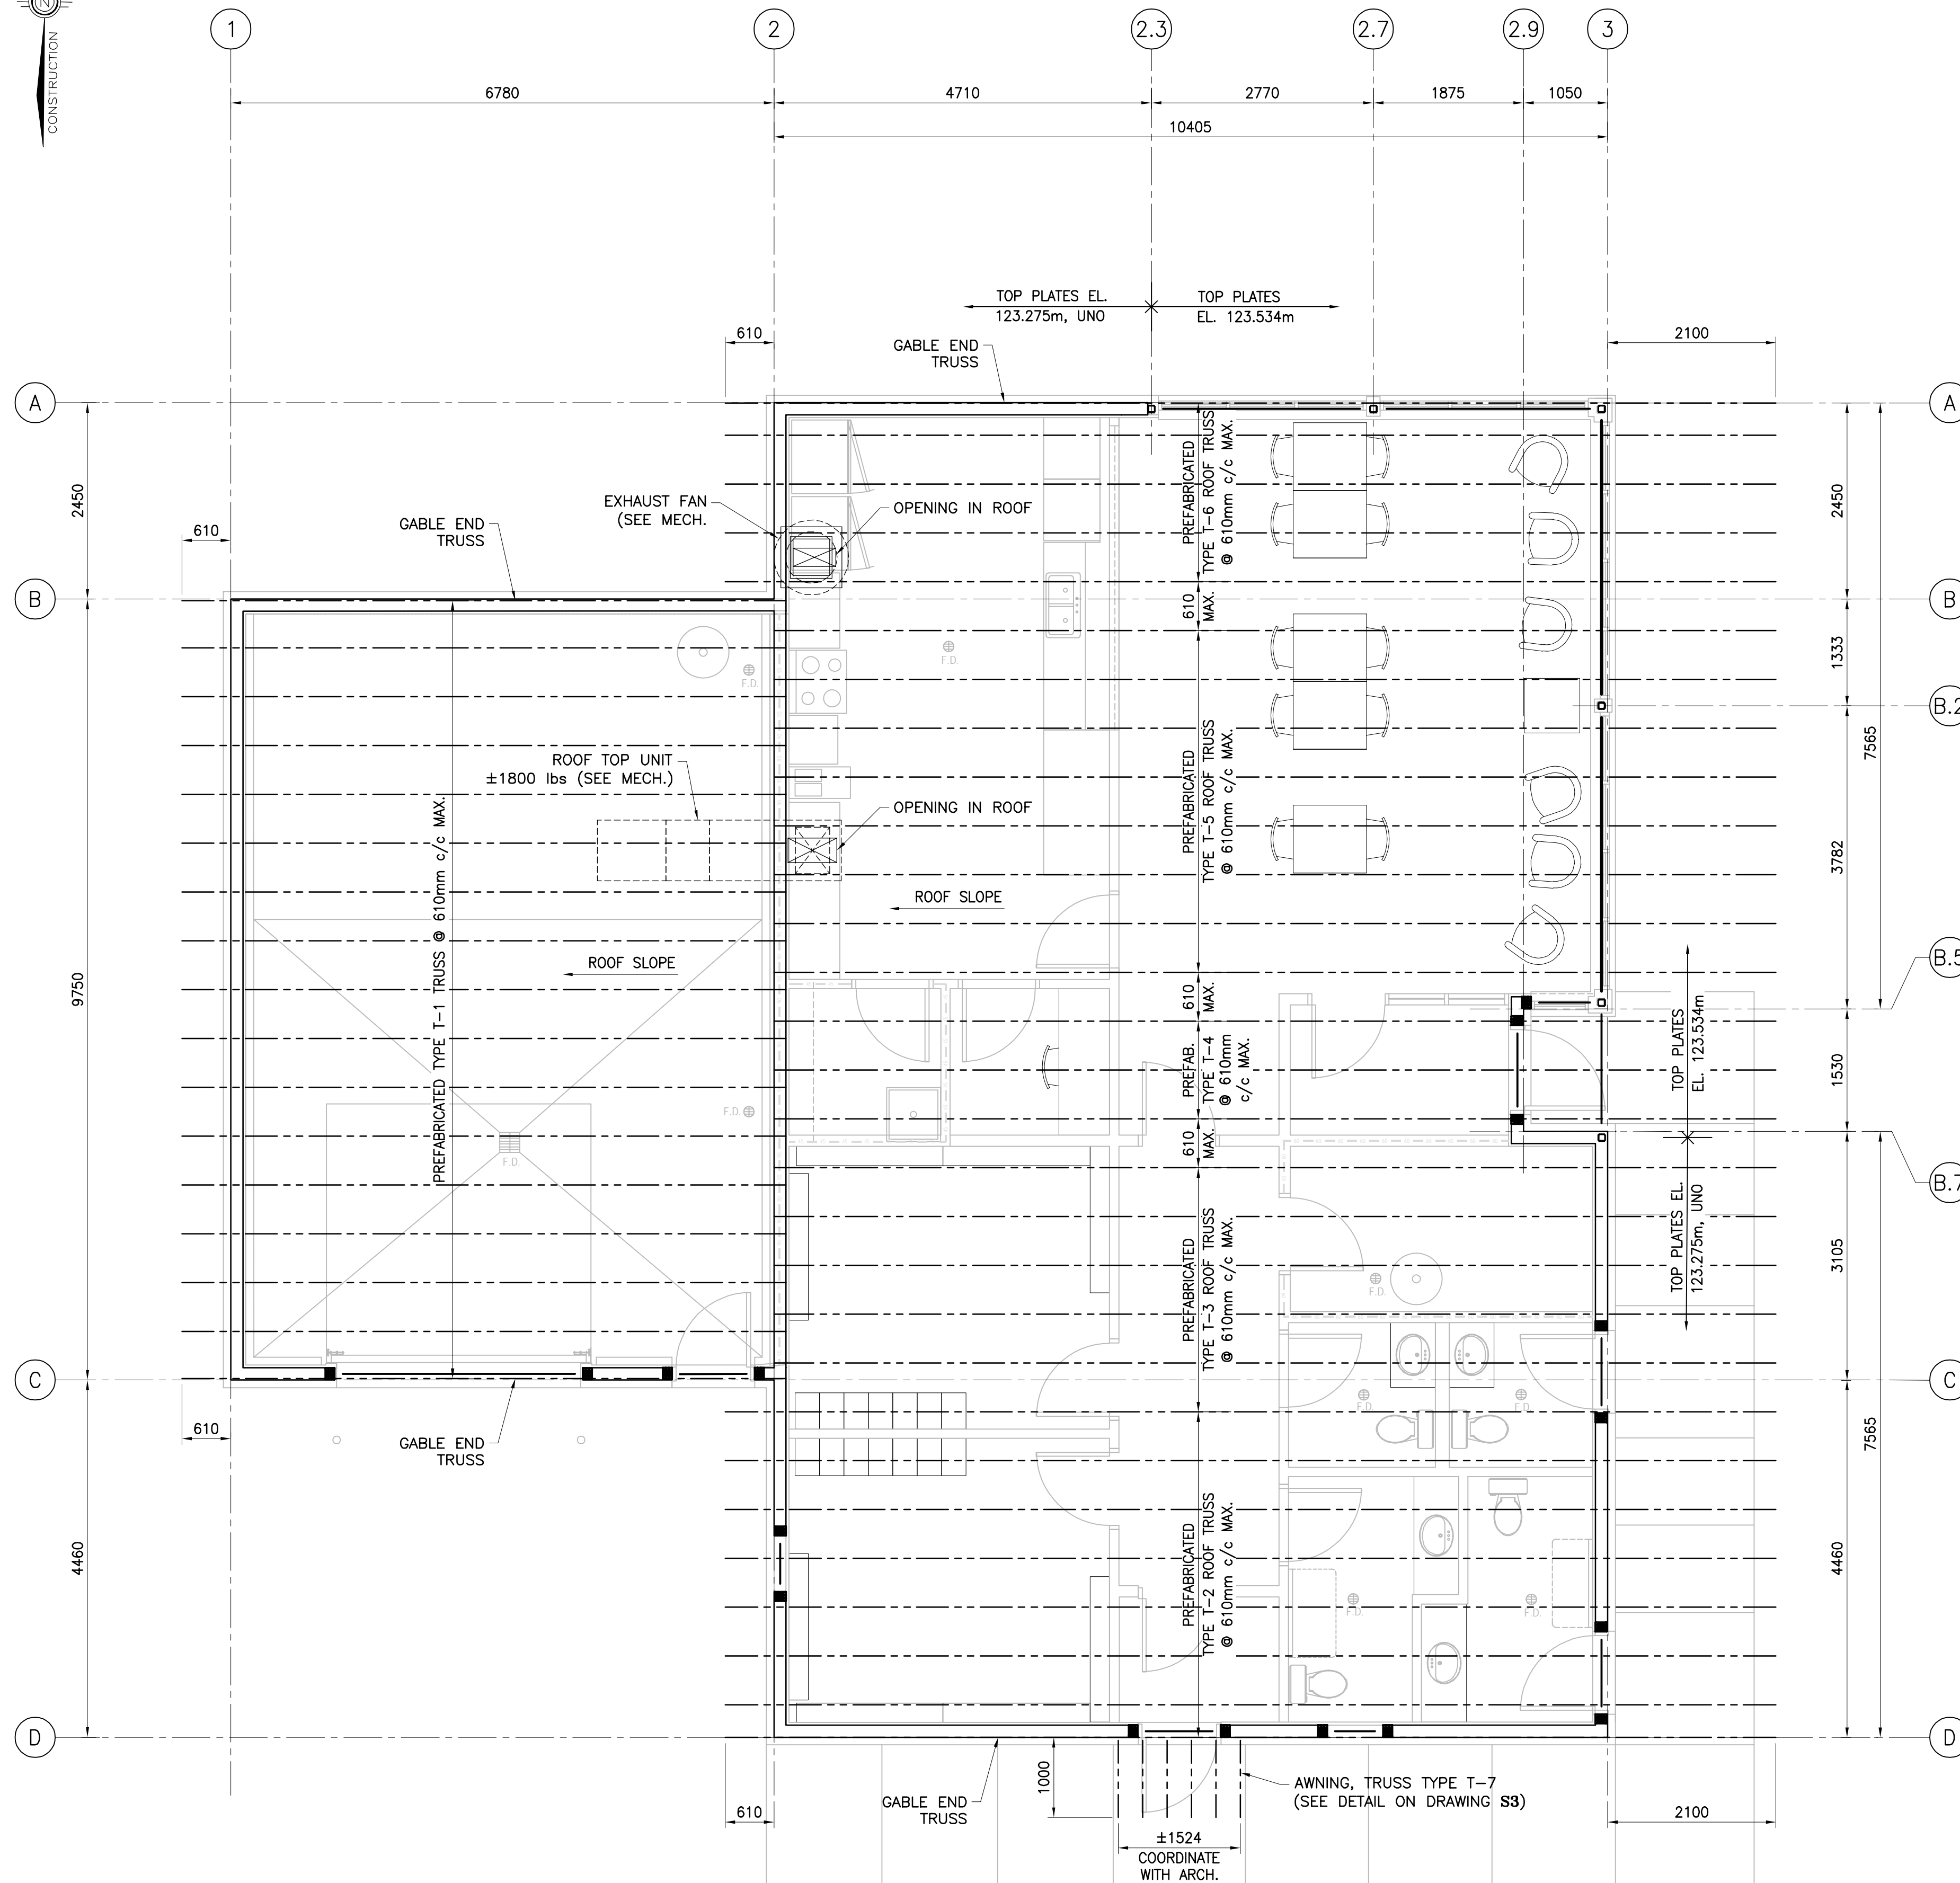 N
CONSTRUCTION
1
2
2.3
2.7
2.9
3
6780
4710
2770
1875
1050
10405
TOP PLATES EL.
123.275m, UNO
TOP PLATES
EL. 123.534m
610
GABLE END
TRUSS
2100
A
A
2450
EXHAUST FAN
(SEE MECH.
OPENING IN ROOF
GABLE END
TRUSS
610
PREFABRICATED
TYPE T-6 ROOF TRUSS
@ 610mm c/c MAX.
2450
B
B
610
MAX.
F.D.
F.D.
1333
B.2
7565
ROOF TOP UNIT
±1800 lbs (SEE MECH.)
OPENING IN ROOF
PREFABRICATED TYPE T-1 TRUSS @ 610mm c/c MAX.
PREFABRICATED
TYPE T-5 ROOF TRUSS
@ 610mm c/c MAX.
3782
ROOF SLOPE
ROOF SLOPE
9750
B.5
610
MAX.
PREFAB.
TYPE T-4
@ 610mm
c/c MAX.
TOP PLATES
EL. 123.534m
1530
F.D.
F.D.
610
MAX.
B.7
TOP PLATES EL.
123.275m, UNO
3105
PREFABRICATED
TYPE T-3 ROOF TRUSS
@ 610mm c/c MAX.
F.D.
C
C
F.D.
F.D.
610
GABLE END
TRUSS
7565
4460
PREFABRICATED
TYPE T-2 ROOF TRUSS
@ 610mm c/c MAX.
F.D.
F.D.
4460
D
D
1000
AWNING, TRUSS TYPE T-7
(SEE DETAIL ON DRAWING S3)
GABLE END
TRUSS
610
2100
±1524
COORDINATE
WITH ARCH.